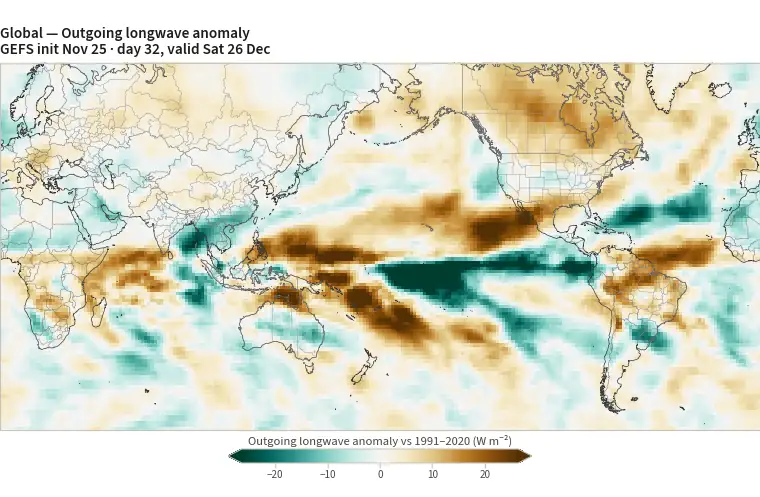 Global — Outgoing longwave anomaly
GEFS init Nov 25 · day 32, valid Sat 26 Dec
Outgoing longwave anomaly vs 1991–2020 (W m⁻²)
−20 −10 0 10 20